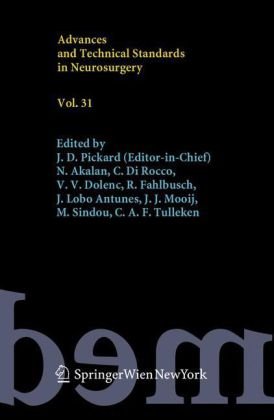 Advances
and Technical Standards
in Neurosurgery
Vol. 31
Edited by
J. D. Pickard (Editor-in-Chief)
N. Akalan, C. Di Rocco,
V. V. Dolenc, R. Fahlbusch,
J. Lobo Antunes, J. J. Mooij,
M. Sindou, C. A. F. Tulleken
med
SpringerWienNewYork